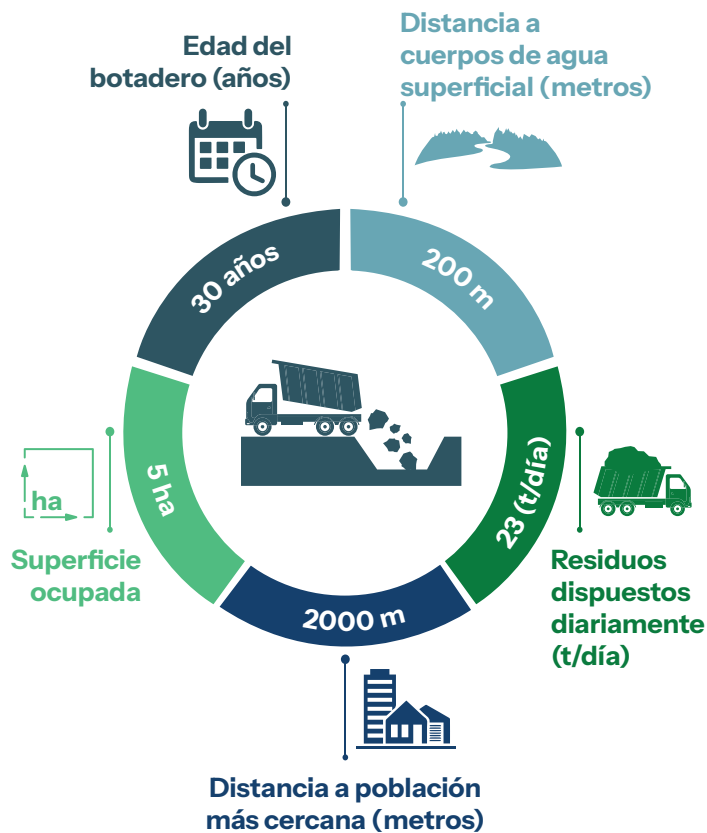 Edad del
botadero (años)
Distancia a
cuerpos de agua
superficial (metros)
30 años
200 m
5 ha
23 (t/día)
2000 m
ha
Superficie
ocupada
Residuos
dispuestos
diariamente
(t/día)
Distancia a población
más cercana (metros)